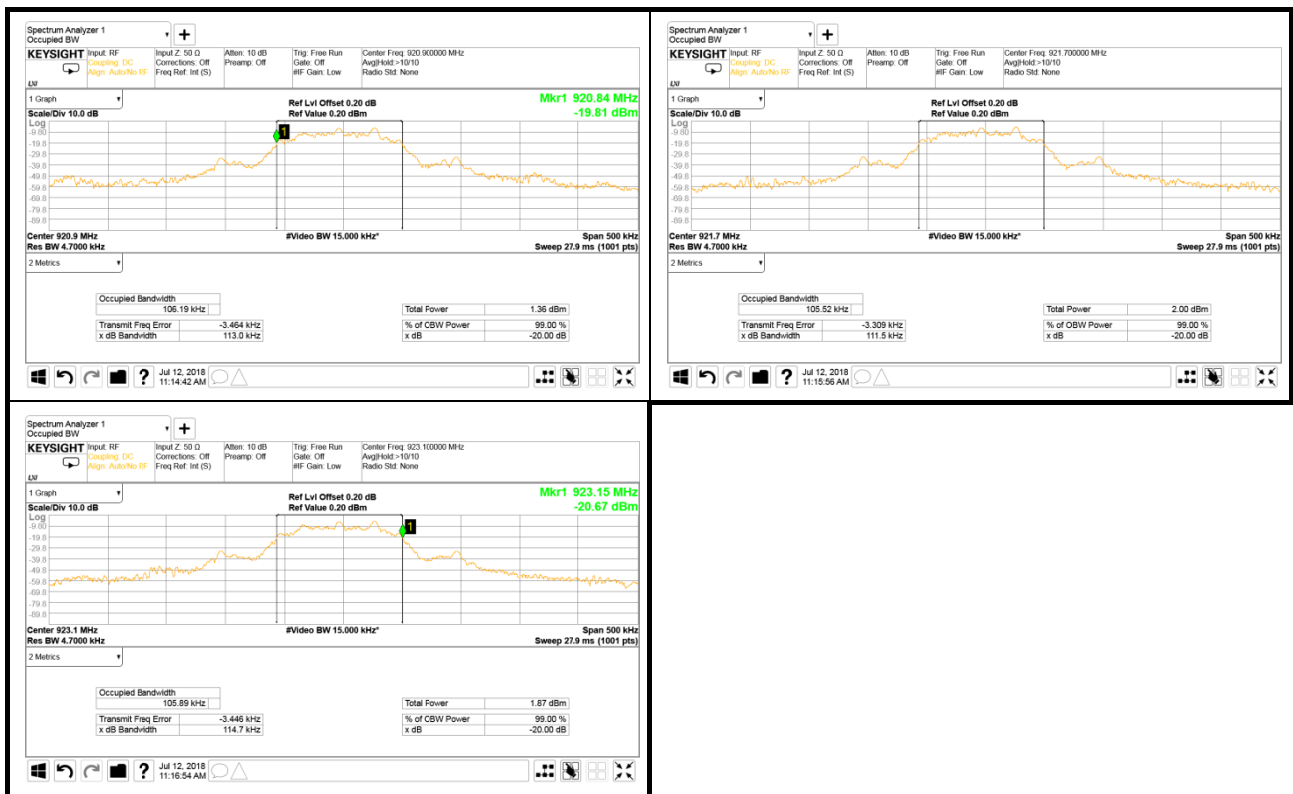 Spectrum Analyzer 1
Occupied BW
KEYSIGHT Input: RF Input Z: 50 Ω Atten: 10 dB Trig: Free Run Center Freq: 920.900000 MHz
Coupling: DC Corrections: Off Preamp: Off Gate: Off Avg|Hold:>10/10
Align: Auto/No RF Freq Ref: Int (S) #IF Gain: Low Radio Std: None
LXI
1 Graph Ref Lvl Offset 0.20 dB Mkr1 920.84 MHz
Scale/Div 10.0 dB Ref Value 0.20 dBm -19.81 dBm
Log
1
-9.80
-19.8
-29.8
-39.8
-49.8
-59.8
-69.8
-79.8
-89.8
Center 920.9 MHz #Video BW 15.000 kHz* Span 500 kHz
Res BW 4.7000 kHz Sweep 27.9 ms (1001 pts)
2 Metrics
Occupied Bandwidth
106.19 kHz Total Power 1.36 dBm
Transmit Freq Error -3.464 kHz % of OBW Power 99.00 %
x dB Bandwidth 113.0 kHz x dB -20.00 dB
? Jul 12, 2018
11:14:42 AM
Spectrum Analyzer 1
Occupied BW
KEYSIGHT Input: RF Input Z: 50 Ω Atten: 10 dB Trig: Free Run Center Freq: 921.700000 MHz
Coupling: DC Corrections: Off Preamp: Off Gate: Off Avg|Hold:>10/10
Align: Auto/No RF Freq Ref: Int (S) #IF Gain: Low Radio Std: None
LXI
1 Graph Ref Lvl Offset 0.20 dB
Scale/Div 10.0 dB Ref Value 0.20 dBm
Log
-9.80
-19.8
-29.8
-39.8
-49.8
-59.8
-69.8
-79.8
-89.8
Center 921.7 MHz #Video BW 15.000 kHz* Span 500 kHz
Res BW 4.7000 kHz Sweep 27.9 ms (1001 pts)
2 Metrics
Occupied Bandwidth
105.52 kHz Total Power 2.00 dBm
Transmit Freq Error -3.309 kHz % of OBW Power 99.00 %
x dB Bandwidth 111.5 kHz x dB -20.00 dB
? Jul 12, 2018
11:15:56 AM
Spectrum Analyzer 1
Occupied BW
KEYSIGHT Input: RF Input Z: 50 Ω Atten: 10 dB Trig: Free Run Center Freq: 923.100000 MHz
Coupling: DC Corrections: Off Preamp: Off Gate: Off Avg|Hold:>10/10
Align: Auto/No RF Freq Ref: Int (S) #IF Gain: Low Radio Std: None
LXI
1 Graph Ref Lvl Offset 0.20 dB Mkr1 923.15 MHz
Scale/Div 10.0 dB Ref Value 0.20 dBm -20.67 dBm
Log
1
-9.80
-19.8
-29.8
-39.8
-49.8
-59.8
-69.8
-79.8
-89.8
Center 923.1 MHz #Video BW 15.000 kHz* Span 500 kHz
Res BW 4.7000 kHz Sweep 27.9 ms (1001 pts)
2 Metrics
Occupied Bandwidth
105.89 kHz Total Power 1.87 dBm
Transmit Freq Error -3.446 kHz % of OBW Power 99.00 %
x dB Bandwidth 114.7 kHz x dB -20.00 dB
? Jul 12, 2018
11:16:54 AM